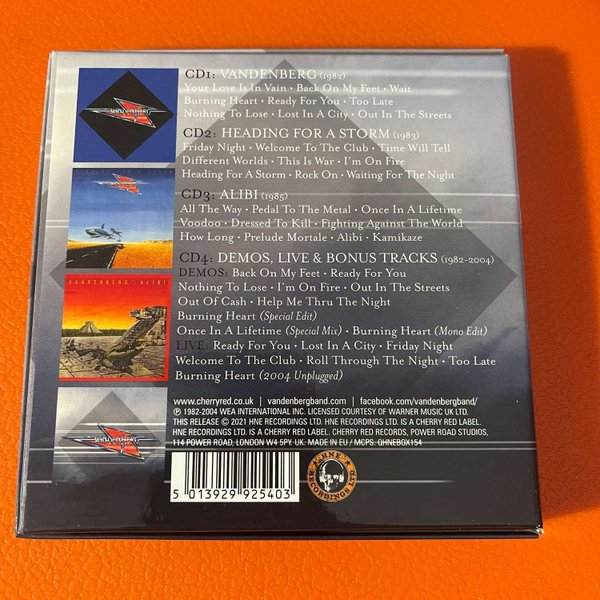 CD1: VANDENBERG (1982)
Your Love Is In Vain · Back On My Feet · Wait
Burning Heart · Ready For You · Too Late
Nothing To Lose · Lost In A City · Out In The Streets
CD2: HEADING FOR A STORM (1983)
Friday Night · Welcome To The Club · Time Will Tell
Different Worlds · This Is War · I'm On Fire
Heading For A Storm · Rock On · Waiting For The Night
CD3: ALIBI (1985)
All The Way · Pedal To The Metal · Once In A Lifetime
Voodoo · Dressed To Kill · Fighting Against The World
How Long · Prelude Mortale · Alibi · Kamikaze
VANDENBERG ALIBI
CD4: DEMOS, LIVE & BONUS TRACKS (1982-2004)
DEMOS: Back On My Feet · Ready For You
Nothing To Lose · I'm On Fire · Out In The Streets
Out Of Cash · Help Me Thru The Night
Burning Heart (Special Edit)
Once In A Lifetime (Special Mix) · Burning Heart (Mono Edit)
LIVE: Ready For You · Lost In A City · Friday Night
Welcome To The Club · Roll Through The Night · Too Late
Burning Heart (2004 Unplugged)
VANDENBERG
www.cherryred.co.uk | vandenbergband.com | facebook.com/vandenbergband/
℗ 1982-2004 WEA INTERNATIONAL INC. LICENSED COURTESY OF WARNER MUSIC UK LTD.
THIS RELEASE © 2021 HNE RECORDINGS LTD. HNE RECORDINGS LTD. IS A CHERRY RED LABEL.
HNE RECORDINGS LTD IS A CHERRY RED LABEL. CHERRY RED RECORDS, POWER ROAD STUDIOS,
114 POWER ROAD, LONDON W4 5PY. UK. MADE IN EU / MCPS. QHNEBOX154
5 013929 925403
HNE RECORDINGS LTD.